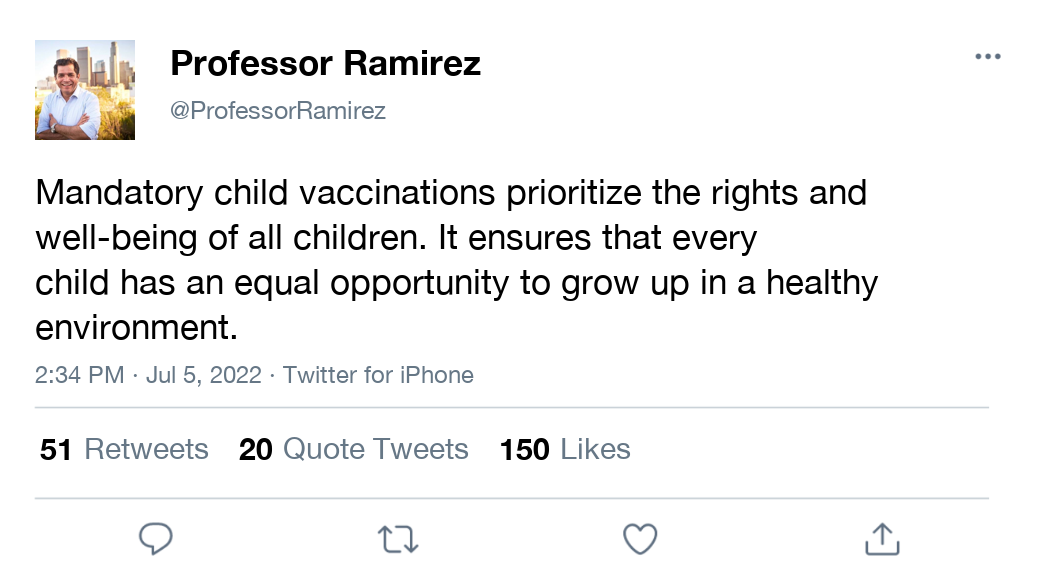 Professor Ramirez
@ProfessorRamirez
Mandatory child vaccinations prioritize the rights and
well-being of all children. It ensures that every
child has an equal opportunity to grow up in a healthy
environment.
2:34 PM · Jul 5, 2022 · Twitter for iPhone
51 Retweets 20 Quote Tweets 150 Likes